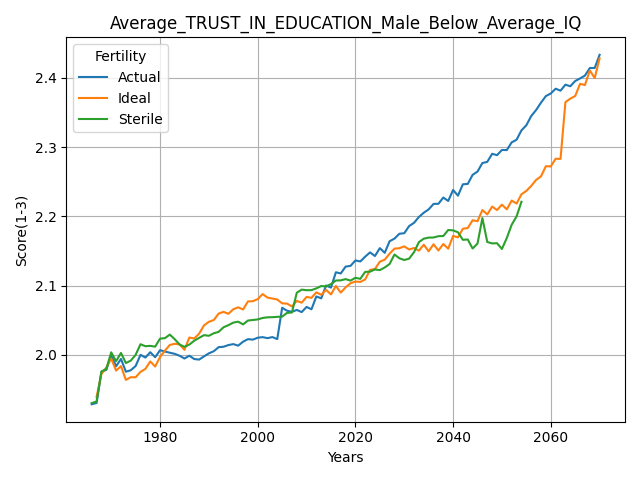 Average_TRUST_IN_EDUCATION_Male_Below_Average_IQ
Fertility
Actual
Ideal
Sterile
Score(1-3)
2.4
2.3
2.2
2.1
2.0
1980 2000 2020 2040 2060
Years